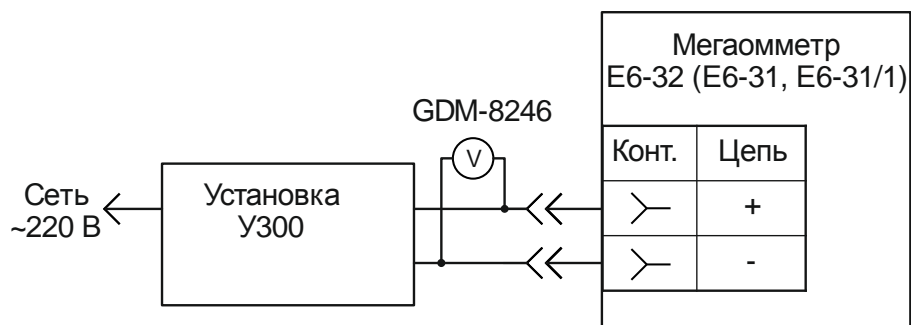 Мегаомметр
Е6-32 (Е6-31, Е6-31/1)
GDM-8246
V
Конт.
Цепь
Сеть
~220 В
Установка
У300
+
-